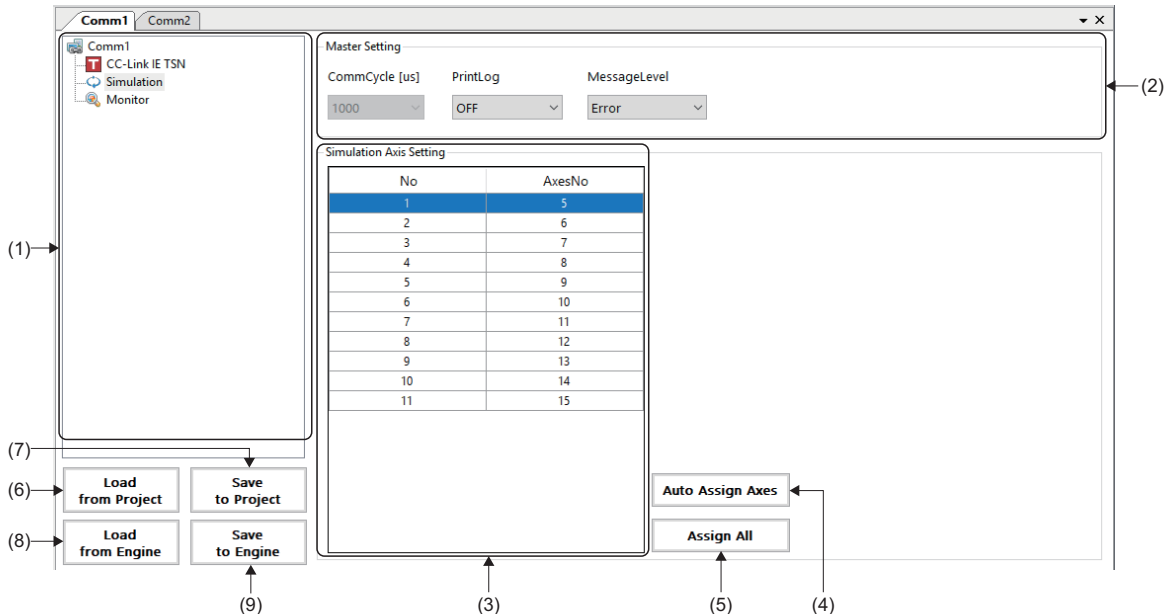 Comm1 Comm2
Comm1
CC-Link IE TSN
Simulation
Monitor
Master Setting
CommCycle [us] PrintLog MessageLevel
1000 OFF Error
(2)
Simulation Axis Setting
No AxesNo
1 5
2 6
3 7
4 8
5 9
6 10
7 11
8 12
9 13
10 14
11 15
(1)
(7)
(6)
Load
from Project
Save
to Project
Auto Assign Axes
(8)
Load
from Engine
Save
to Engine
Assign All
(9) (3) (5) (4)